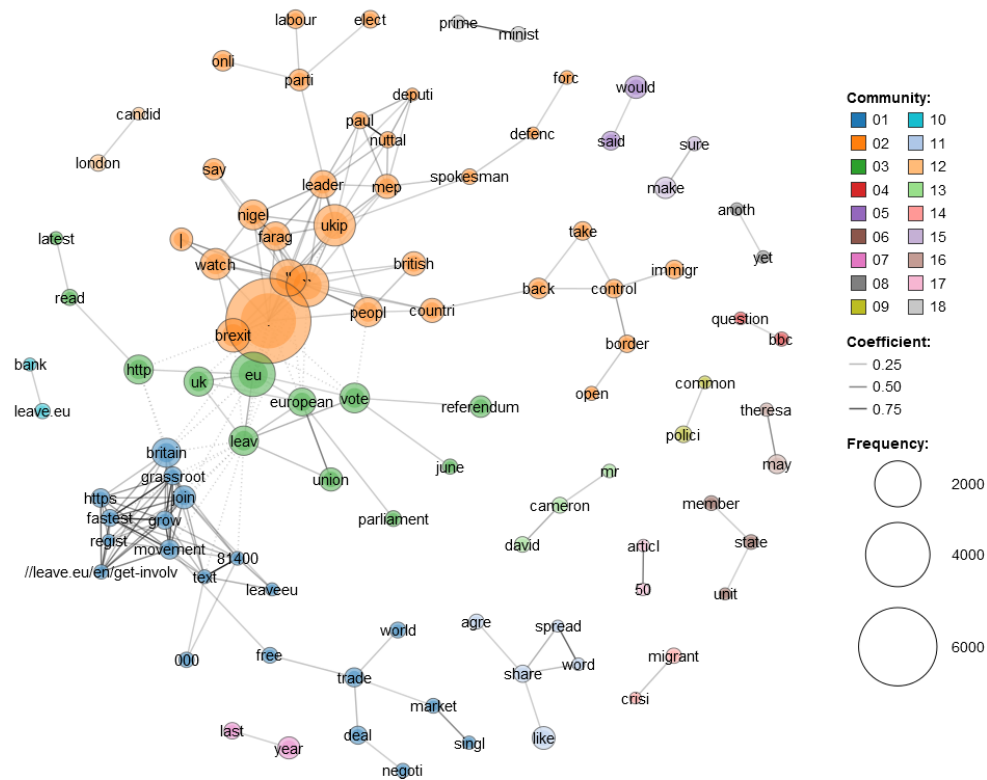 labour
elect
prime
minist
onli
parti
forc
would
candid
deputi
paul
nuttal
defenc
said
sure
london
say
leader
mep
spokesman
make
nigel
ukip
anoth
|
farag
take
yet
latest
watch
"
``
british
immigr
read
back
control
.
peopl
countri
question
brexit
border
bbc
bank
http
uk
eu
open
common
leave.eu
european
vote
referendum
theresa
leav
polici
britain
june
may
grassroot
union
mr
https
join
cameron
member
fastest
grow
parliament
regist
movement
david
articl
state
//leave.eu/en/get-involv
81400
text
leaveeu
50
unit
world
agre
spread
000
free
word
migrant
trade
share
crisi
market
last
year
deal
singl
like
negoti
Community:
01 10
02 11
03 12
04 13
05 14
06 15
07 16
08 17
09 18
Coefficient:
0.25
0.50
0.75
Frequency:
2000
4000
6000